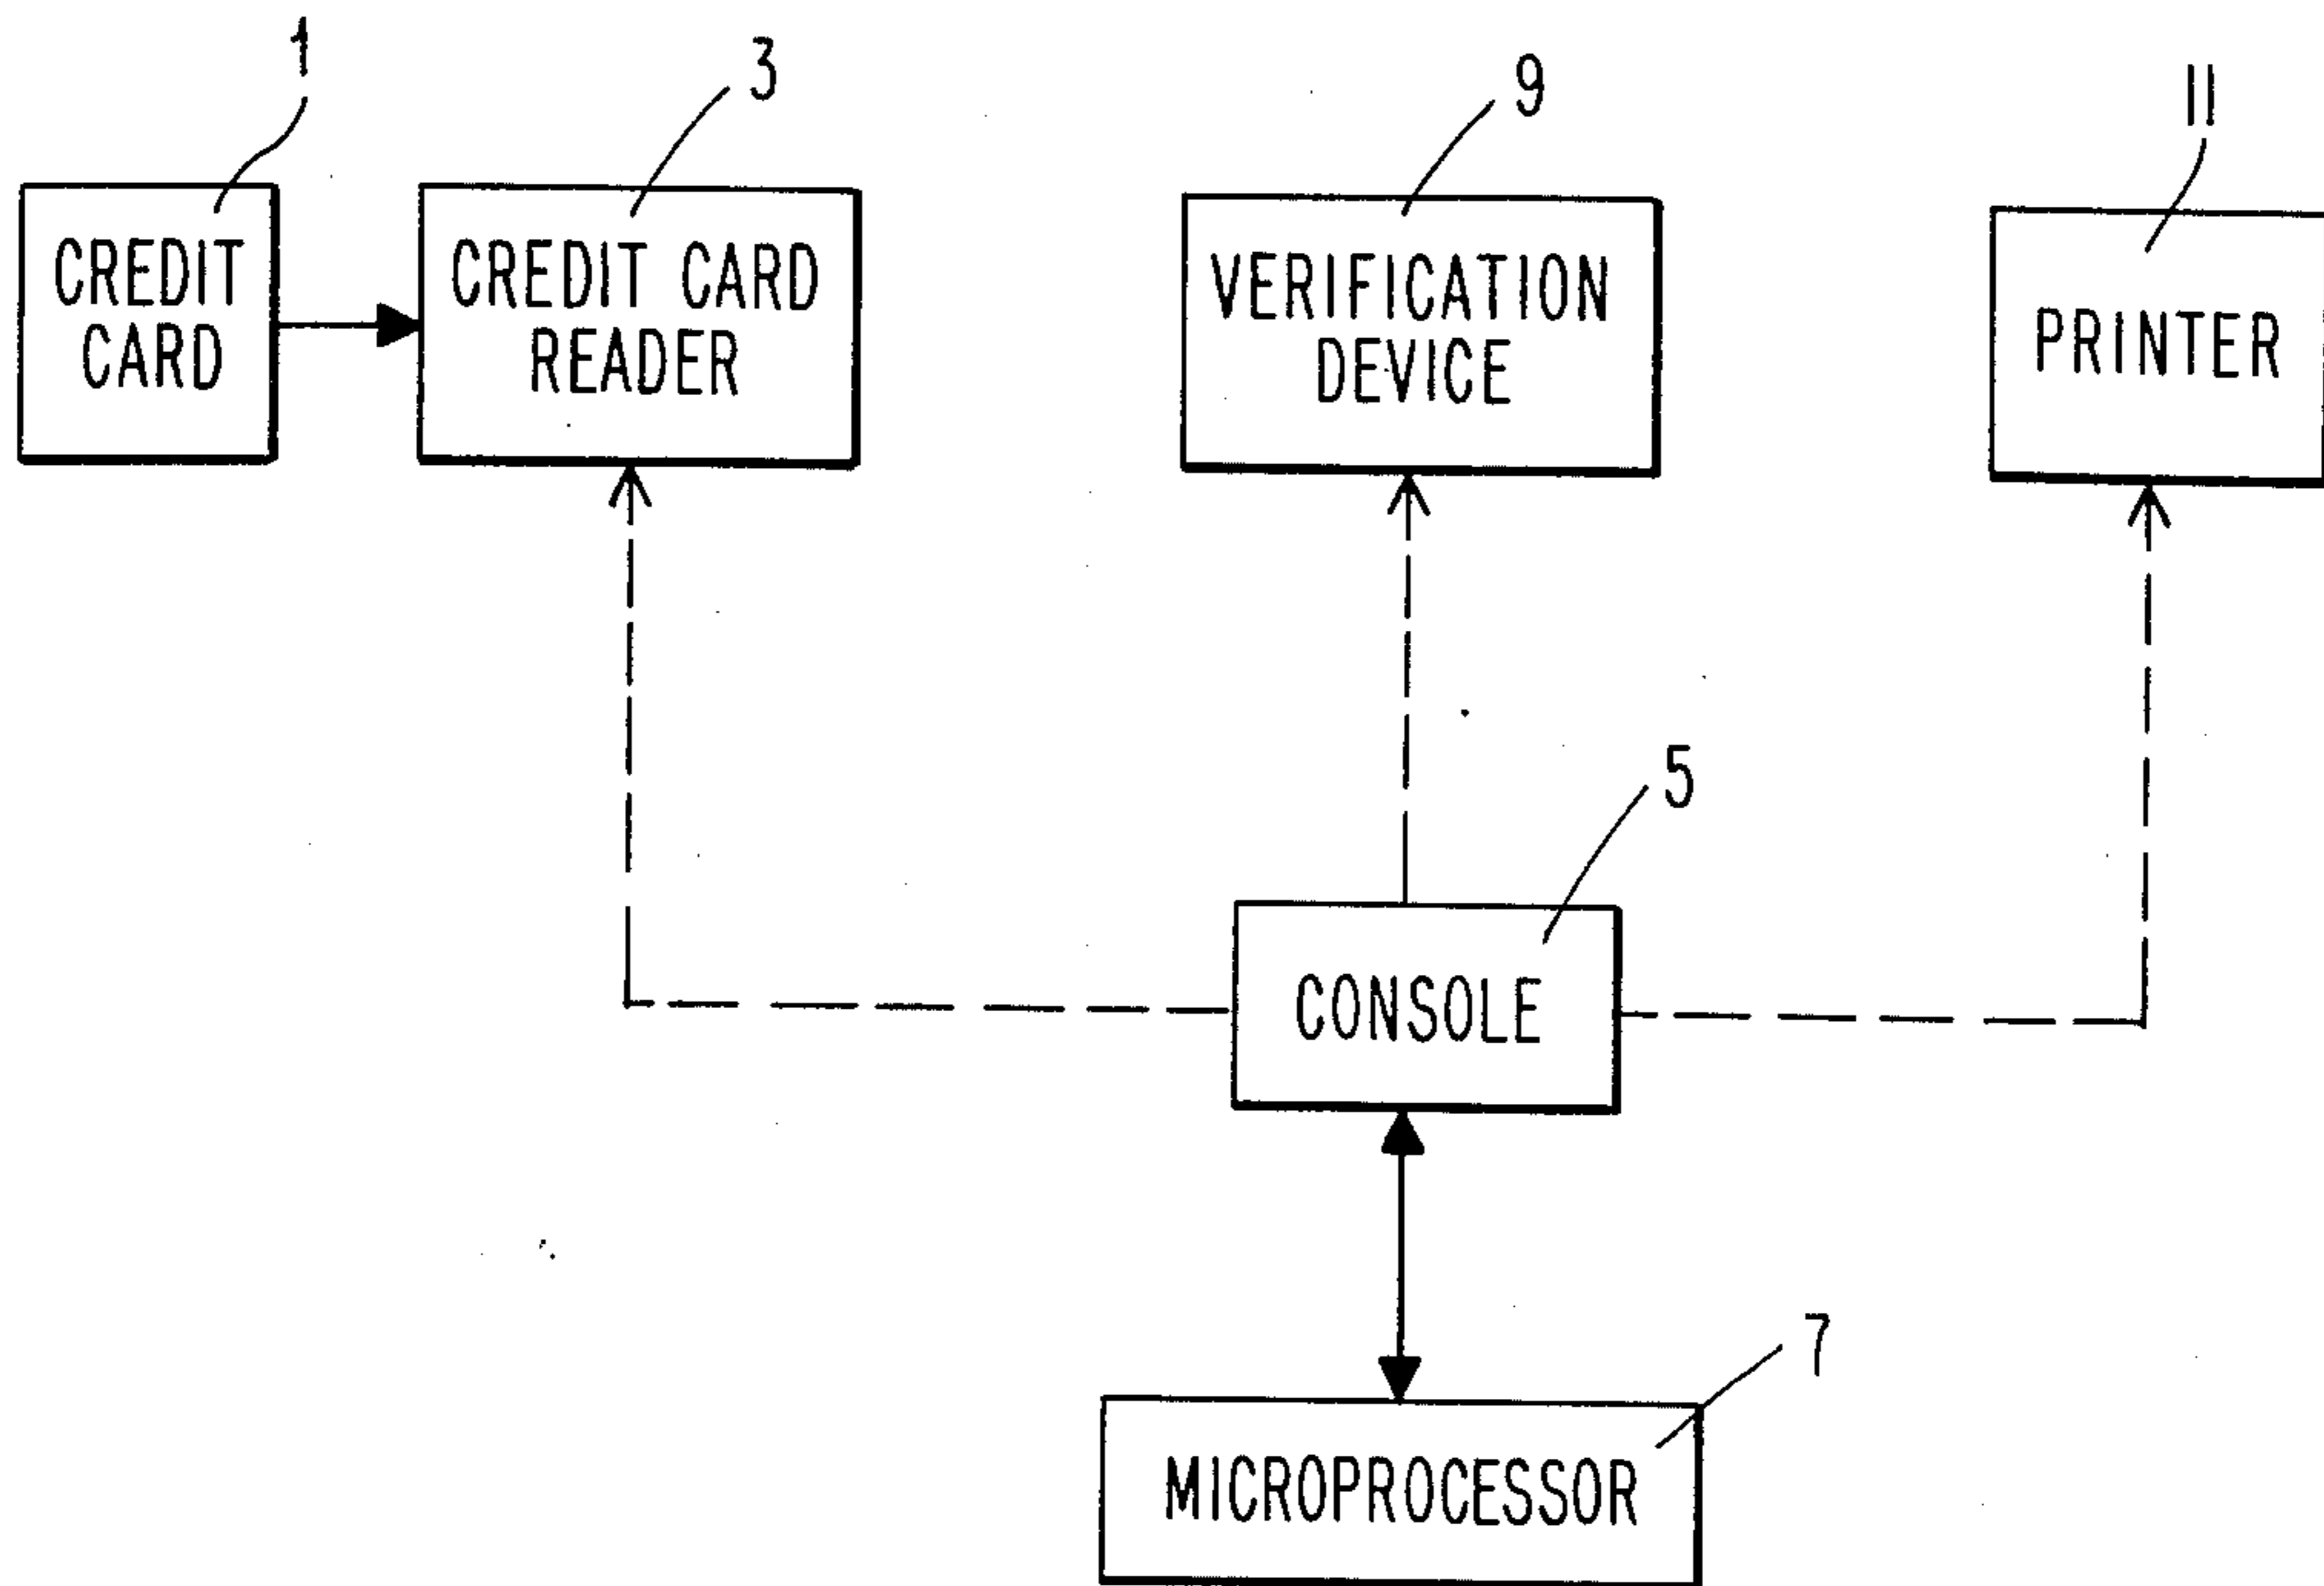 1
3
9
11
CREDIT
CARD
CREDIT CARD
READER
VERIFICATION
DEVICE
PRINTER
5
CONSOLE
7
MICROPROCESSOR